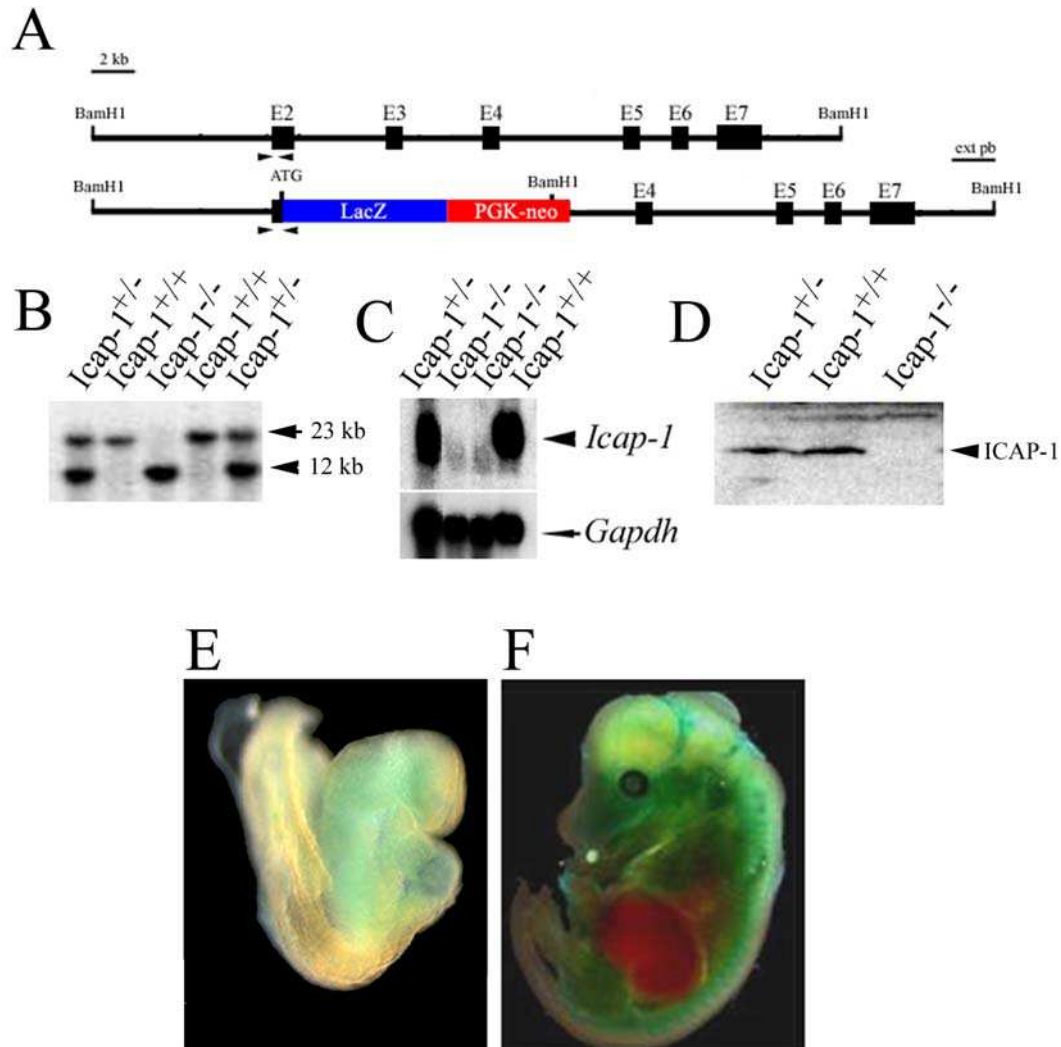 A
2 kb
BamH1 E2 E3 E4 E5 E6 E7 BamH1
ext pb
BamH1 ATG LacZ BamH1 PGK-neo E4 E5 E6 E7 BamH1
B
Icap-1+/- Icap-1+/+ Icap-1-/- Icap-1+/+ Icap-1+/-
23 kb
12 kb
C
Icap-1+/- Icap-1-/- Icap-1-/- Icap-1+/+
Icap-1
Gapdh
D
Icap-1+/- Icap-1+/+ Icap-1-/-
ICAP-1
E
F